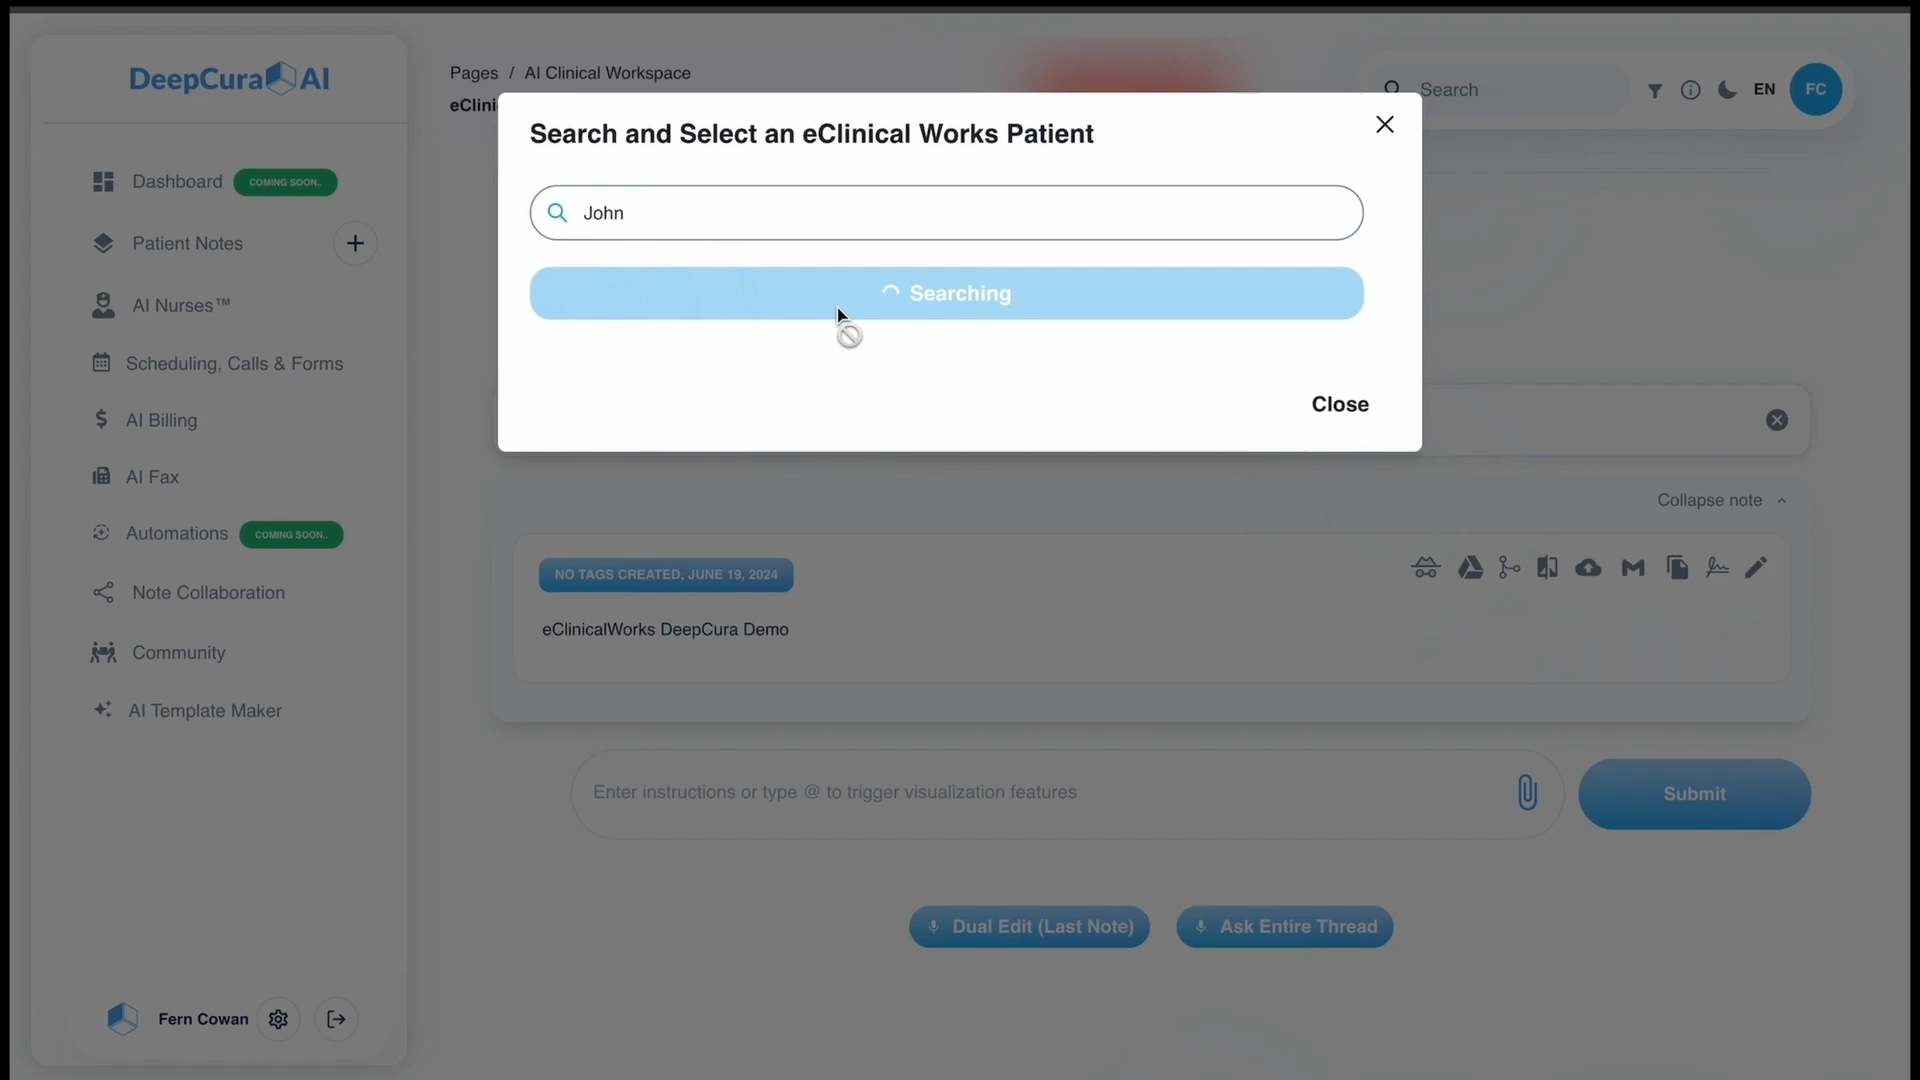 DeepCura AI
Dashboard COMING SOON..
Patient Notes
AI Nurses™
Scheduling, Calls & Forms
AI Billing
AI Fax
Automations COMING SOON..
Note Collaboration
Community
AI Template Maker
Fern Cowan
Pages / AI Clinical Workspace
eClini
Search
EN
FC
Search and Select an eClinical Works Patient
John
Searching
Close
Collapse note
NO TAGS CREATED, JUNE 19, 2024
eClinicalWorks DeepCura Demo
Enter instructions or type @ to trigger visualization features
Submit
Dual Edit (Last Note)
Ask Entire Thread